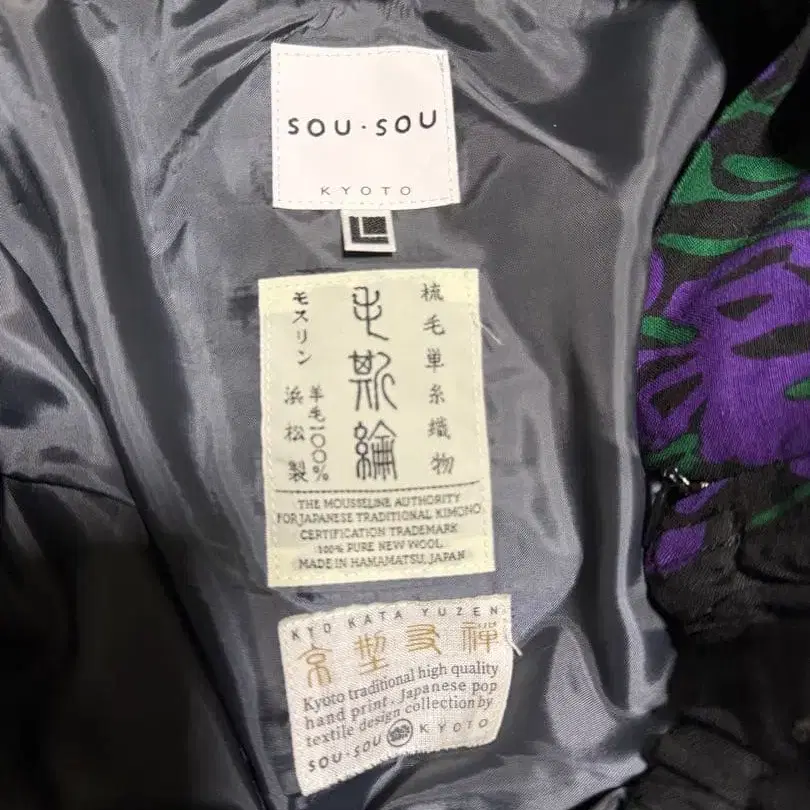 SOU・SOU
KYOTO
L
梳毛単糸織物
毛斯綸
モスリン
羊毛一〇〇%
浜松製
THE MOUSSELINE AUTHORITY
FOR JAPANESE TRADITIONAL KIMONO
CERTIFICATION TRADEMARK
100% PURE NEW WOOL
MADE IN HAMAMATSU, JAPAN
KYO KATA YUZEN
京型友禅
Kyoto traditional high quality
hand print. Japanese pop
textile design collection by
SOU・SOU KYOTO